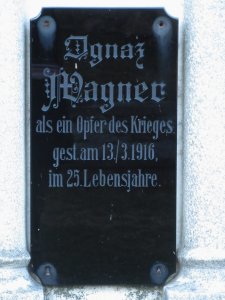 Ignaz
Wagner
als ein Opfer des Krieges
gest. am 13./3. 1916,
im 25. Lebensjahre.